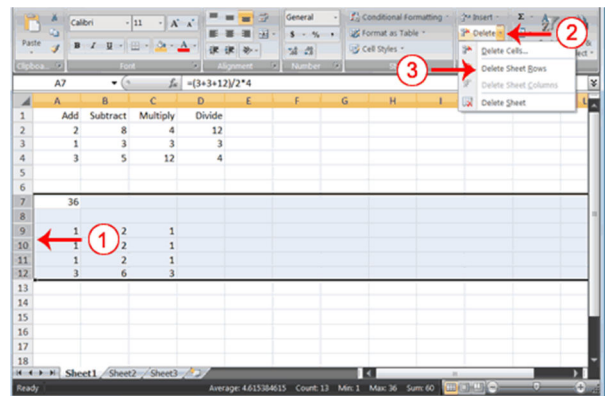 Calibri 11 A A General Conditional Formatting Insert Σ
Paste Format as Table Delete 2
B I U A $ % , Cell Styles Delete Cells...
Clipboa... Font Alignment Number 3 Delete Sheet Rows
A7 fx =(3+3+12)/2*4 Delete Sheet Columns
Delete Sheet
A B C D E F G H I L
1 Add Subtract Multiply Divide
2 2 8 4 12
3 1 3 3 3
4 3 5 12 4
5
6
7 36
8
9 1 2 1
10 1 2 1 1
11 1 2 1
12 3 6 3
13
14
15
16
17
18
Sheet1 Sheet2 Sheet3
Ready Average: 4.615384615 Count: 13 Min: 1 Max: 36 Sum: 60